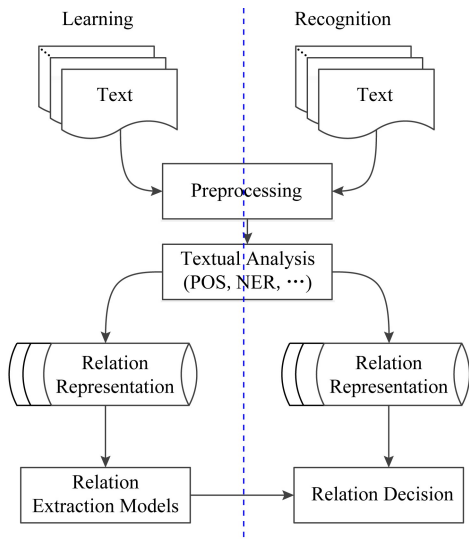 Learning
Recognition
Text
Text
Preprocessing
Textual Analysis
(POS, NER, ⋯)
Relation
Representation
Relation
Representation
Relation
Extraction Models
Relation Decision